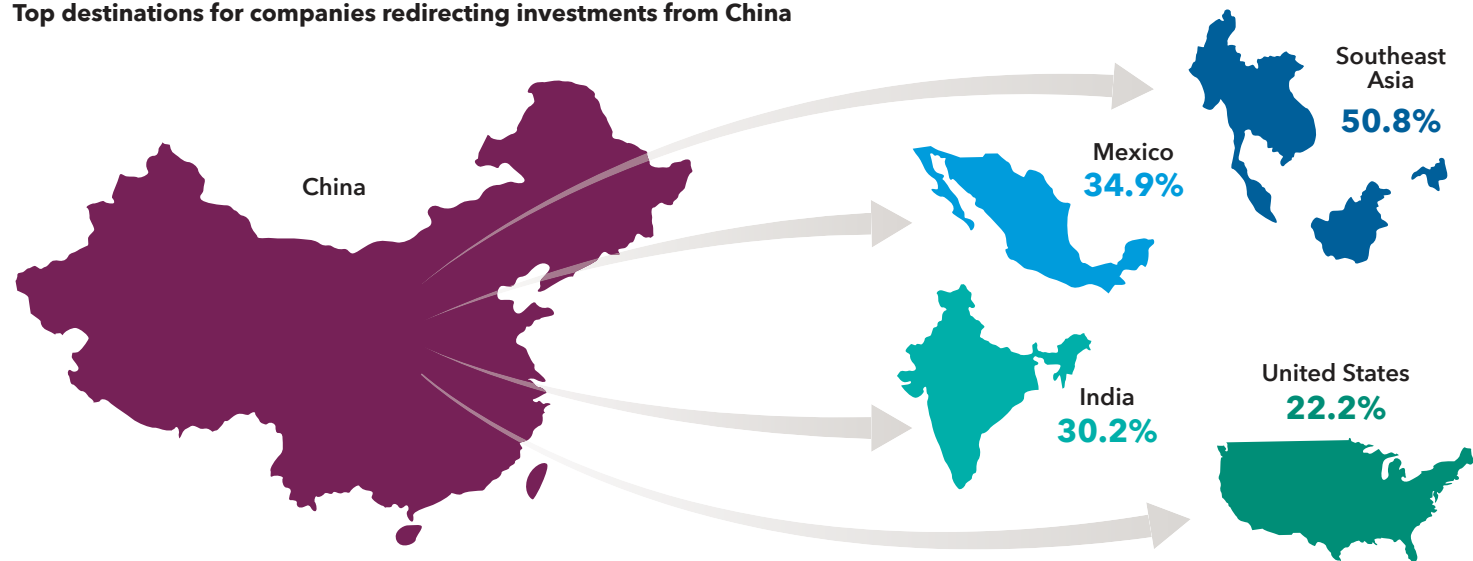 Top destinations for companies redirecting investments from China
China
Southeast
Asia
50.8%
Mexico
34.9%
India
30.2%
United States
22.2%